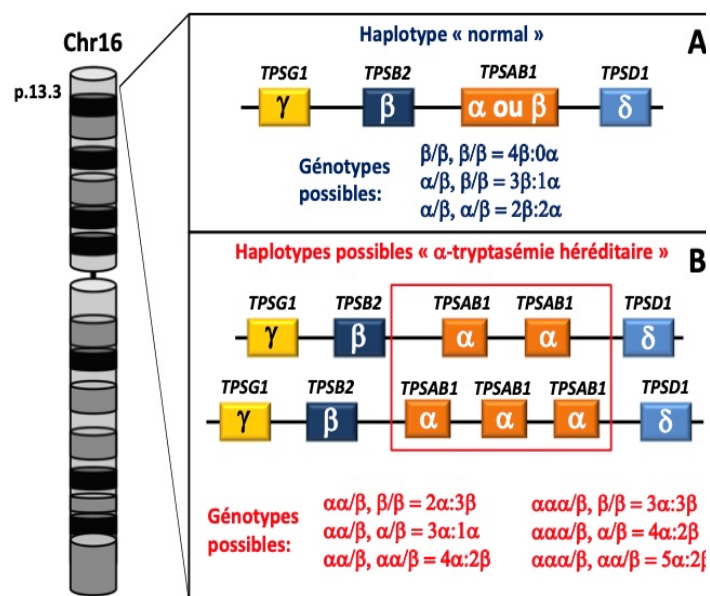 Chr16
p.13.3
Haplotype « normal »
A
TPSG1 TPSB2 TPSAB1 TPSD1
γ β α ou β δ
Génotypes possibles:
β/β, β/β = 4β:0α
α/β, β/β = 3β:1α
α/β, α/β = 2β:2α
Haplotypes possibles « α-tryptasémie héréditaire »
B
TPSG1 TPSB2 TPSAB1 TPSAB1 TPSD1
γ β α α δ
TPSG1 TPSB2 TPSAB1 TPSAB1 TPSAB1 TPSD1
γ β α α α δ
Génotypes possibles:
αα/β, β/β = 2α:3β
αα/β, α/β = 3α:1α
αα/β, αα/β = 4α:2β
ααα/β, β/β = 3α:3β
ααα/β, α/β = 4α:2β
ααα/β, αα/β = 5α:2β